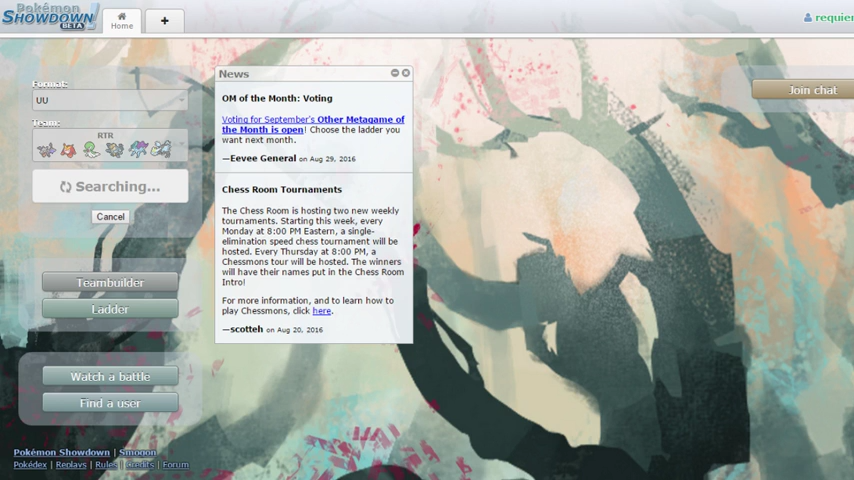 Pokémon
Showdown
BETA
Home
+
requier
Format:
UU
Team:
RTR
Searching...
Cancel
Teambuilder
Ladder
Watch a battle
Find a user
Pokémon Showdown | Smogon
Pokédex | Replays | Rules | Credits | Forum
News
OM of the Month: Voting
Voting for September's Other Metagame of
the Month is open! Choose the ladder you
want next month.
—Eevee General on Aug 29, 2016
Chess Room Tournaments
The Chess Room is hosting two new weekly
tournaments. Starting this week, every
Monday at 8:00 PM Eastern, a single-
elimination speed chess tournament will be
hosted. Every Thursday at 8:00 PM, a
Chessmons tour will be hosted. The winners
will have their names put in the Chess Room
Intro!
For more information, and to learn how to
play Chessmons, click here.
—scotteh on Aug 20, 2016
Join chat